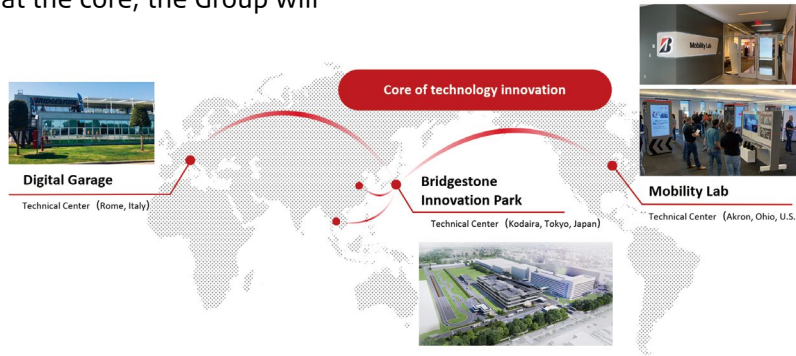 at the core, the Group will
Core of technology innovation
Mobility Lab
BRIDGESTONE
Digital Garage
Technical Center (Rome, Italy)
Bridgestone
Innovation Park
Technical Center (Kodaira, Tokyo, Japan)
Mobility Lab
Technical Center (Akron, Ohio, U.S.